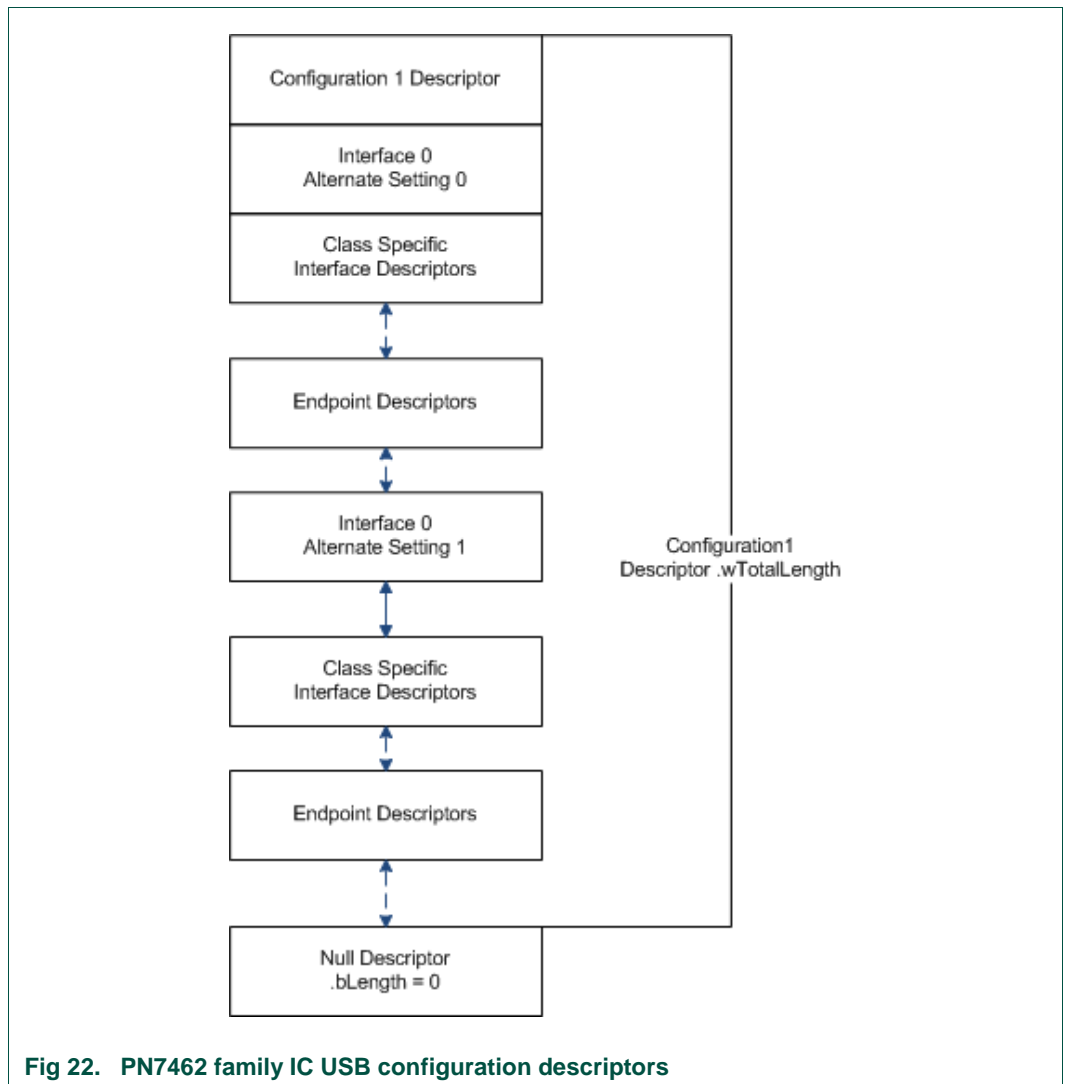 Configuration 1 Descriptor
Interface 0
Alternate Setting 0
Class Specific
Interface Descriptors
Endpoint Descriptors
Interface 0
Alternate Setting 1
Configuration1
Descriptor .wTotalLength
Class Specific
Interface Descriptors
Endpoint Descriptors
Null Descriptor
.bLength = 0
Fig 22. PN7462 family IC USB configuration descriptors